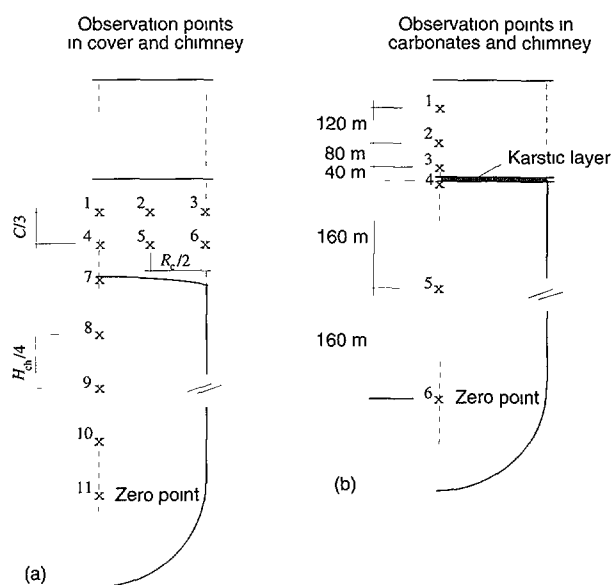 Observation points
in cover and chimney
1 2 3
C/3
4 5 6
R_c/2
7
8
H_ch/4
9
10
11 Zero point
(a)
Observation points in
carbonates and chimney
1
120 m
2
80 m
3 Karstic layer
40 m
4
160 m
5
160 m
6 Zero point
(b)